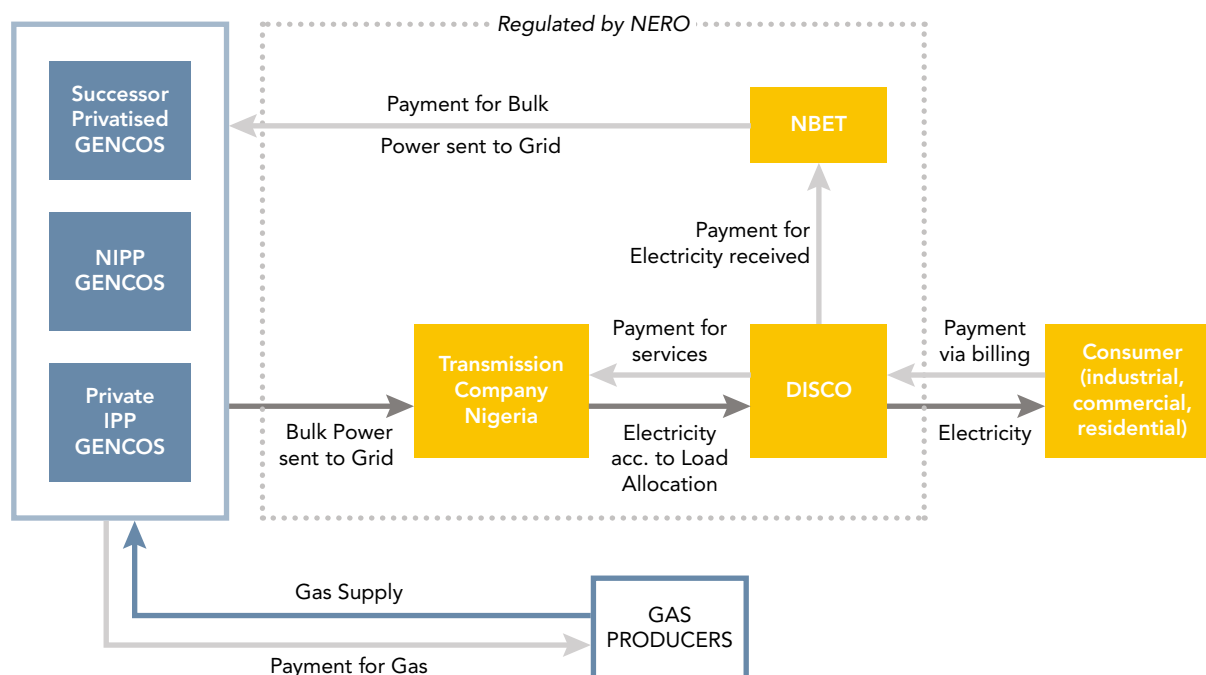 Regulated by NERO
Successor
Privatised
GENCOS
NIPP
GENCOS
Private
IPP
GENCOS
Payment for Bulk
Power sent to Grid
NBET
Payment for
Electricity received
Transmission
Company
Nigeria
Payment for
services
DISCO
Payment
via billing
Consumer
(industrial,
commercial,
residential)
Bulk Power
sent to Grid
Electricity
acc. to Load
Allocation
Electricity
Gas Supply
GAS
PRODUCERS
Payment for Gas